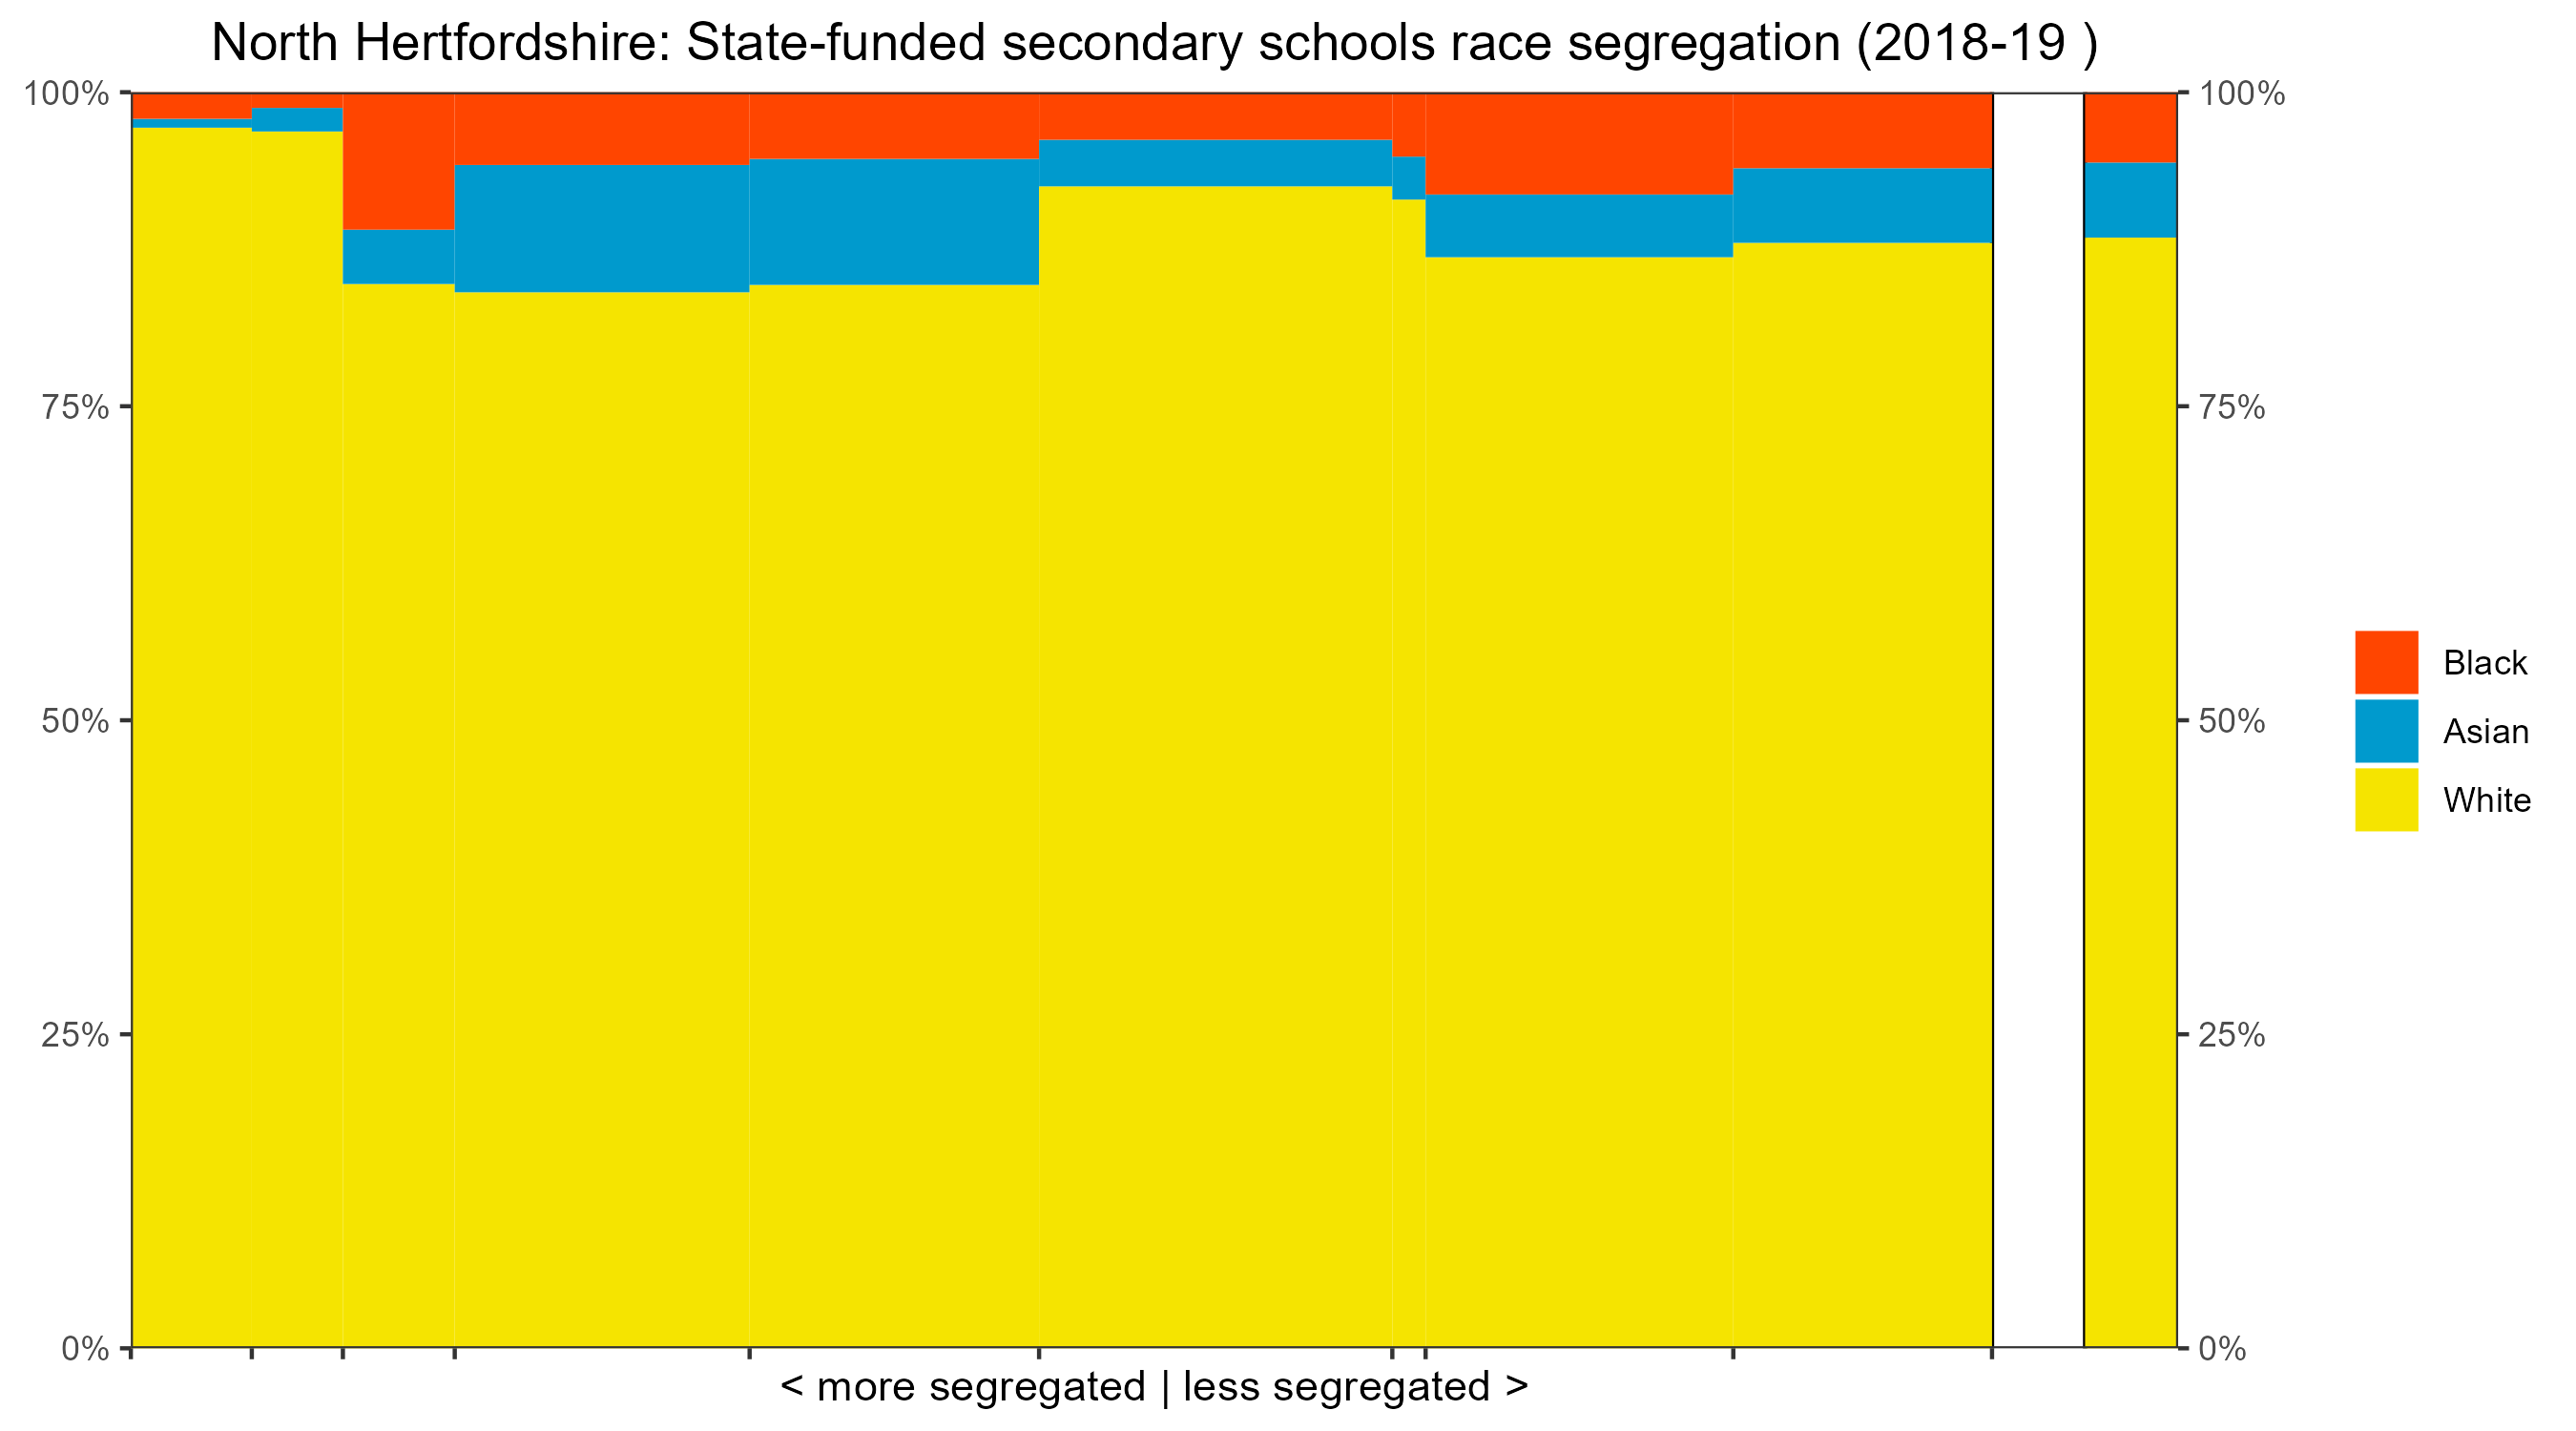 North Hertfordshire: State-funded secondary schools race segregation (2018-19 )
100%
75%
50%
25%
0%
100%
75%
50%
25%
0%
Black
Asian
White
< more segregated | less segregated >